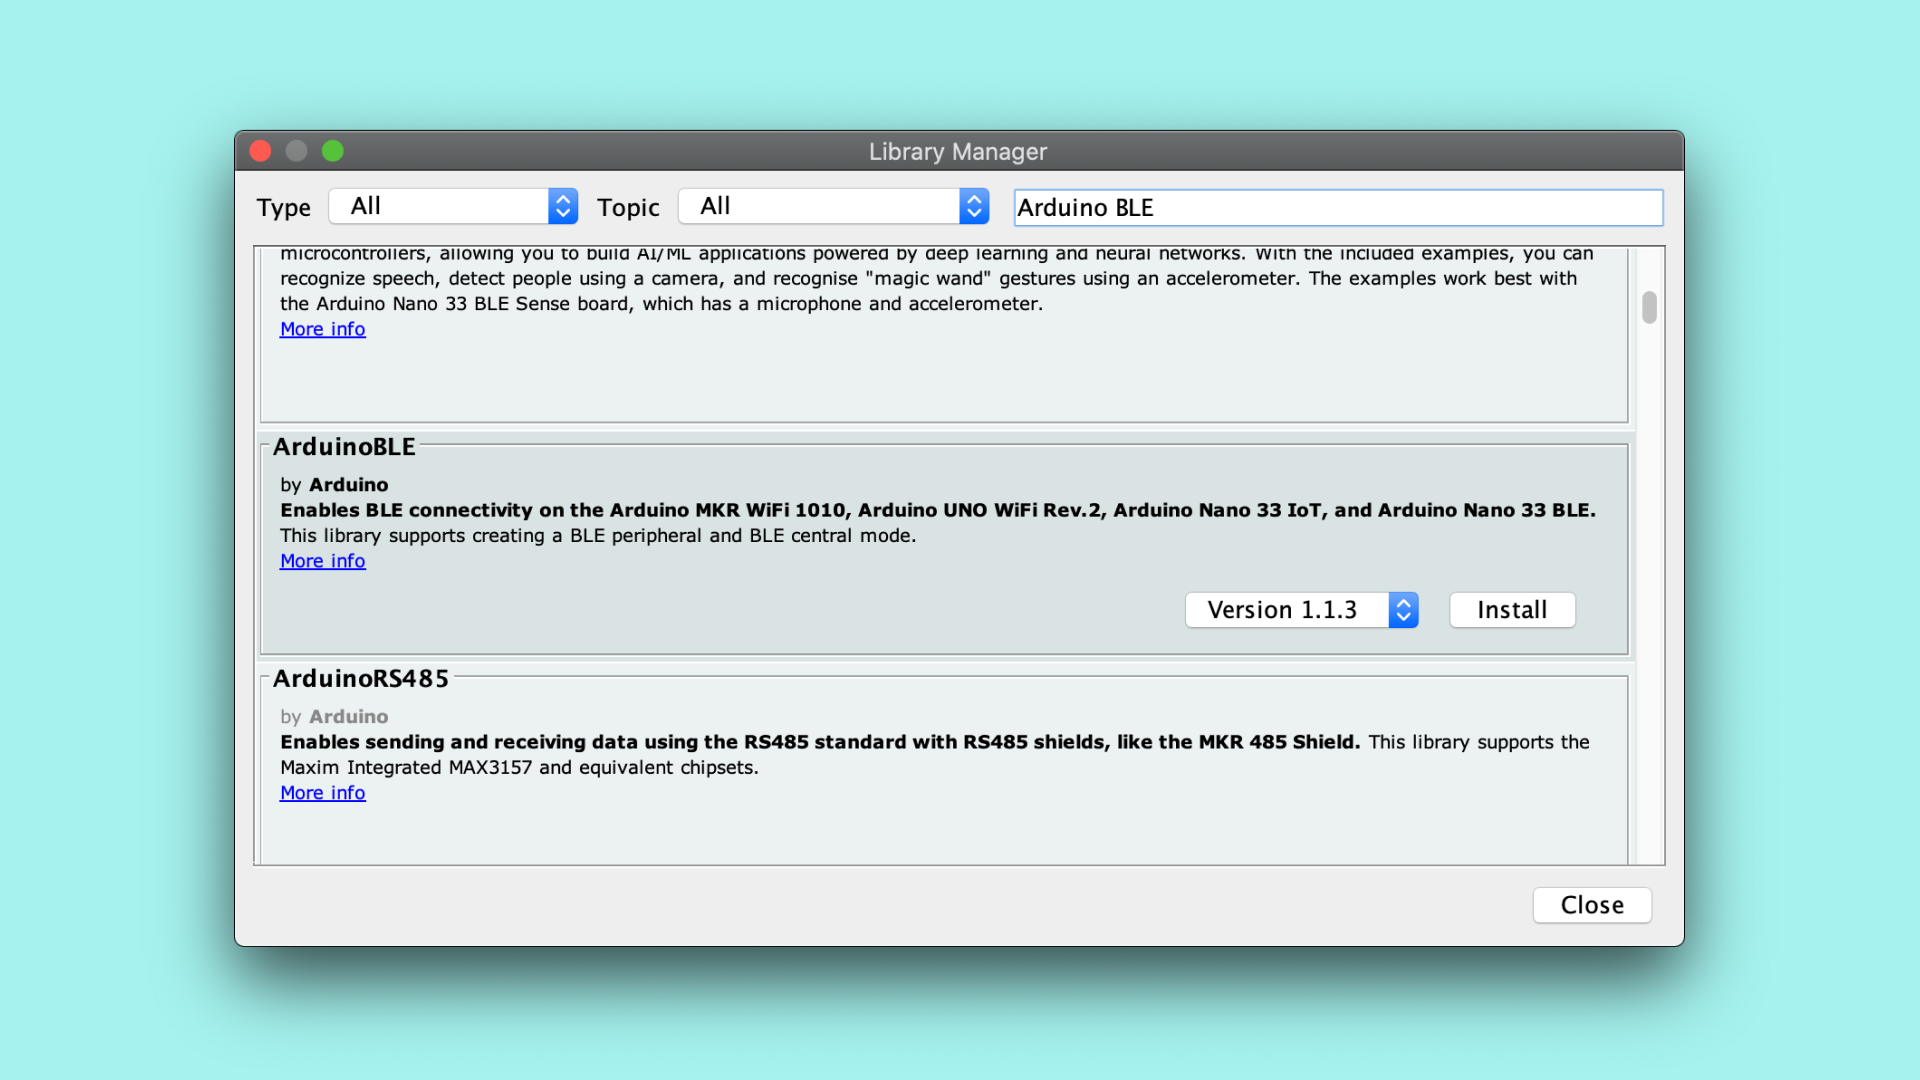 Library Manager
Type All Topic All Arduino BLE
microcontrollers, allowing you to build AI/ML applications powered by deep learning and neural networks. With the included examples, you can
recognize speech, detect people using a camera, and recognise "magic wand" gestures using an accelerometer. The examples work best with
the Arduino Nano 33 BLE Sense board, which has a microphone and accelerometer.
More info
ArduinoBLE
by Arduino
Enables BLE connectivity on the Arduino MKR WiFi 1010, Arduino UNO WiFi Rev.2, Arduino Nano 33 IoT, and Arduino Nano 33 BLE.
This library supports creating a BLE peripheral and BLE central mode.
More info
Version 1.1.3 Install
ArduinoRS485
by Arduino
Enables sending and receiving data using the RS485 standard with RS485 shields, like the MKR 485 Shield. This library supports the
Maxim Integrated MAX3157 and equivalent chipsets.
More info
Close